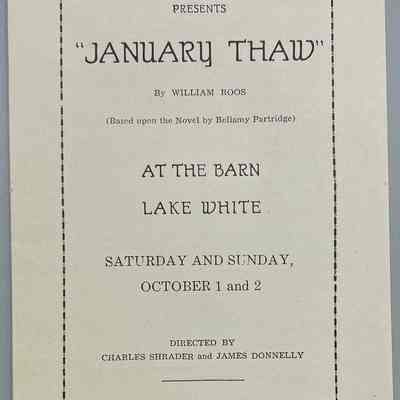 PRESENTS
"JANUARY THAW"
By WILLIAM ROOS
(Based upon the Novel by Bellamy Partridge)
AT THE BARN
LAKE WHITE
SATURDAY AND SUNDAY,
OCTOBER 1 and 2
DIRECTED BY
CHARLES SHRADER and JAMES DONNELLY